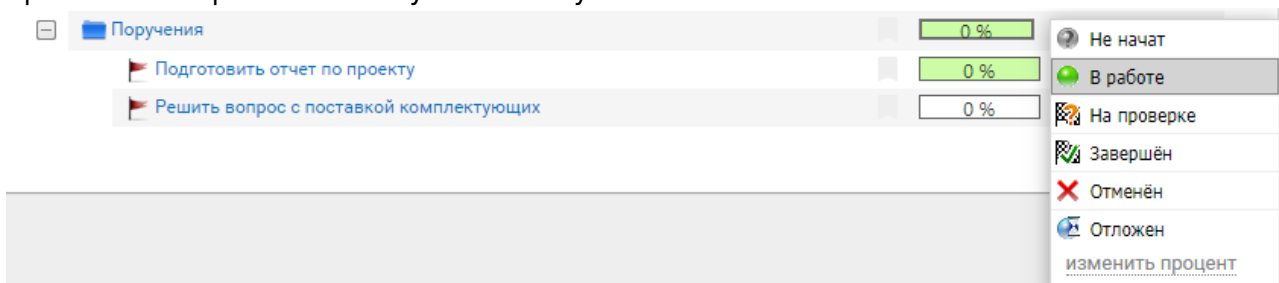 Поручения 0 %
Подготовить отчет по проекту 0 %
Решить вопрос с поставкой комплектующих 0 %
Не начат
В работе
На проверке
Завершён
Отменён
Отложен
изменить процент